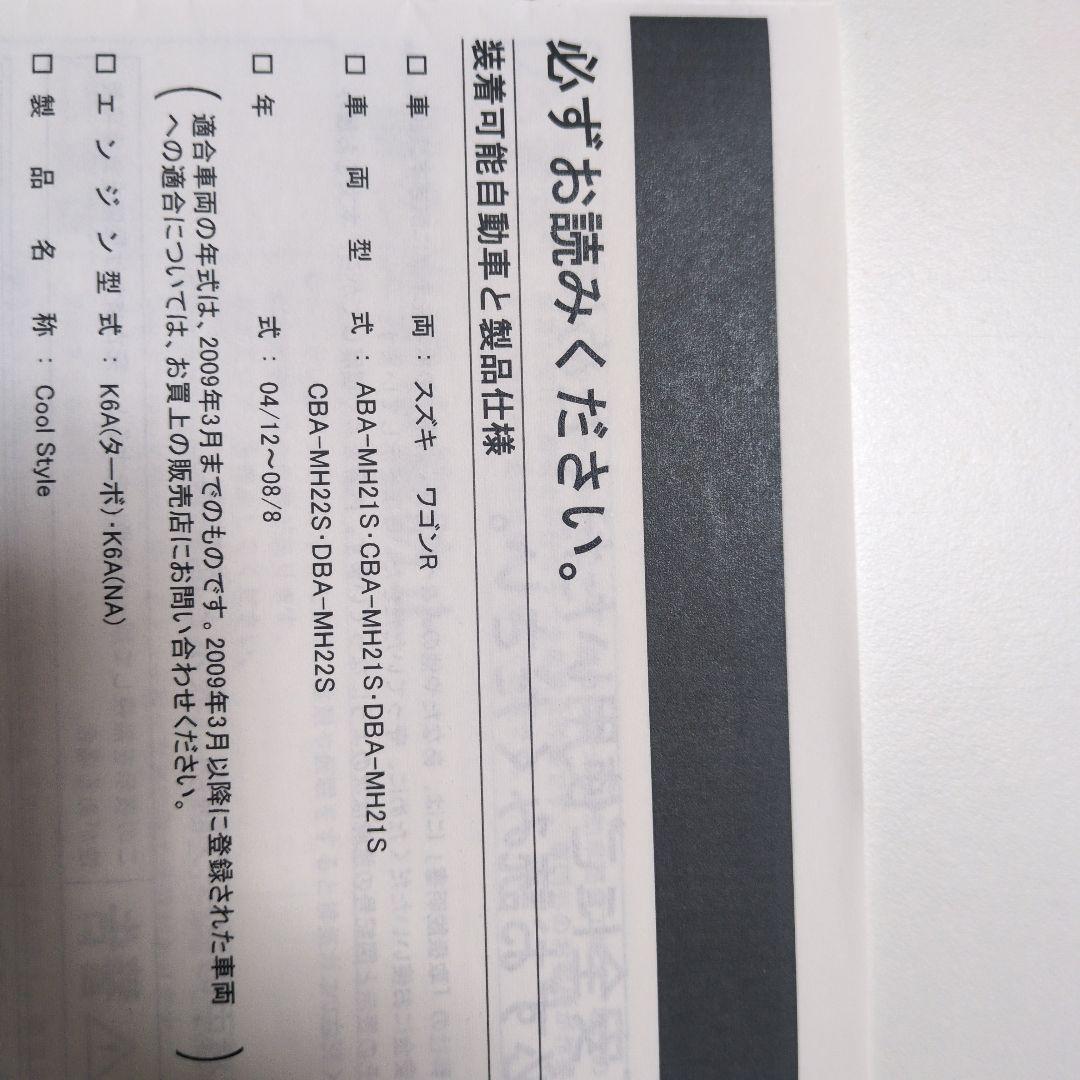 必ずお読みください。
装着可能自動車と製品仕様
□ 車両 : スズキ ワゴンR
□ 車両型式 : ABA-MH21S・CBA-MH21S・DBA-MH21S
CBA-MH22S・DBA-MH22S
□ 年式 : 04/12〜08/8
(適合車両の年式は、2009年3月までのものです。2009年3月以降に登録された車両
への適合については、お買上の販売店にお問い合わせください。)
□ エンジン型式 : K6A(ターボ)・K6A(NA)
□ 製品名称 : Cool Style